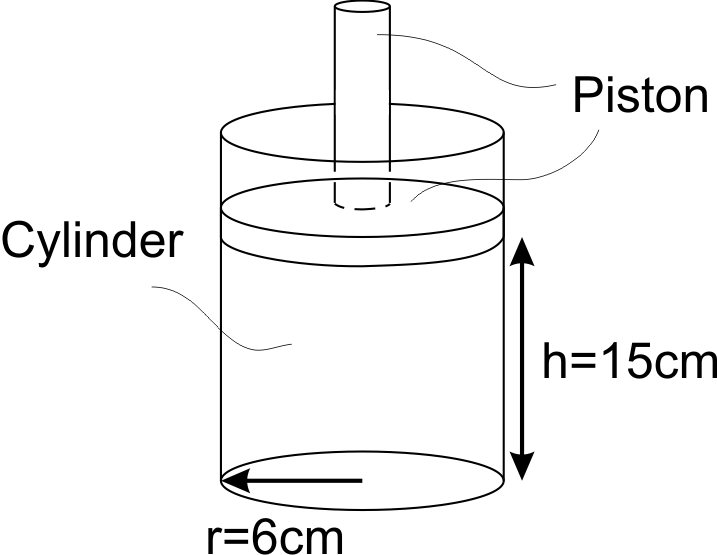 Piston
Cylinder
h=15cm
r=6cm